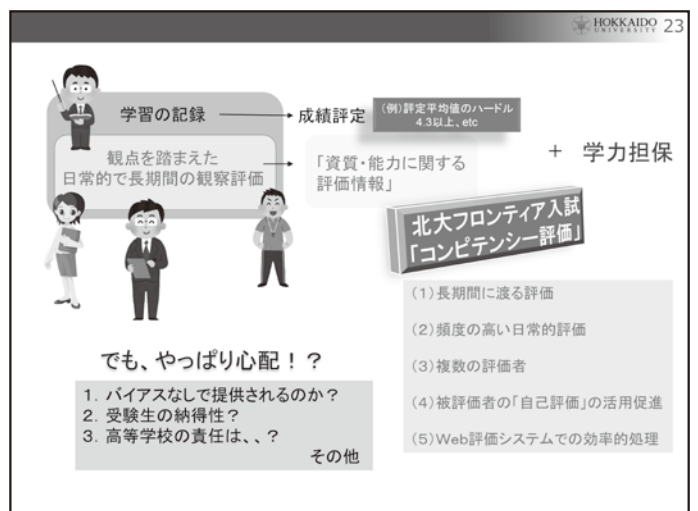 HOKKAIDO
UNIVERSITY
23
学習の記録
成績評定
(例)評定平均値のハードル
4.3以上、etc
観点を踏まえた
日常的で長期間の観察評価
「資質・能力に関する
評価情報」
+ 学力担保
北大フロンティア入試
「コンピテンシー評価」
(1)長期間に渡る評価
(2)頻度の高い日常的評価
(3)複数の評価者
(4)被評価者の「自己評価」の活用促進
(5)Web評価システムでの効率的処理
でも、やっぱり心配！？
1. バイアスなしで提供されるのか？
2. 受験生の納得性？
3. 高等学校の責任は、、？
その他